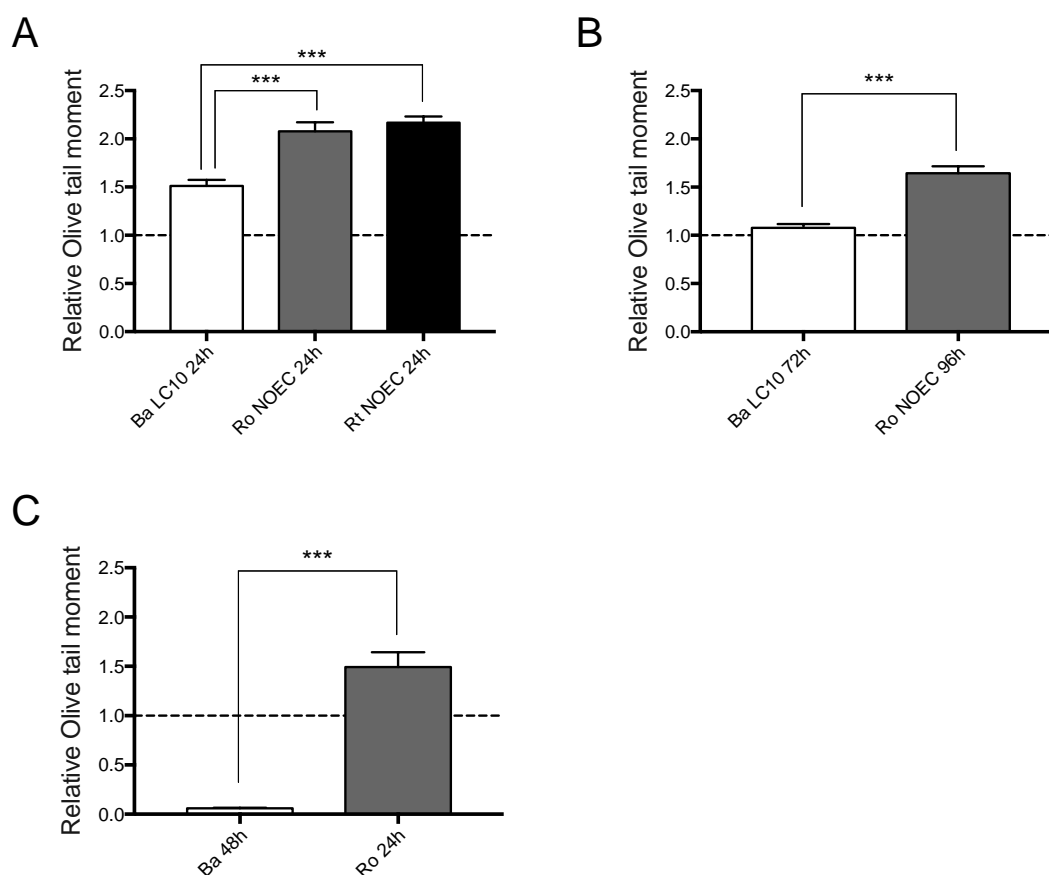 A
***
***
Relative Olive tail moment
2.5
2.0
1.5
1.0
0.5
0.0
Ba LC10 24h
Ro NOEC 24h
Rt NOEC 24h
B
***
Relative Olive tail moment
2.5
2.0
1.5
1.0
0.5
0.0
Ba LC10 72h
Ro NOEC 96h
C
***
Relative Olive tail moment
2.5
2.0
1.5
1.0
0.5
0.0
Ba 48h
Ro 24h